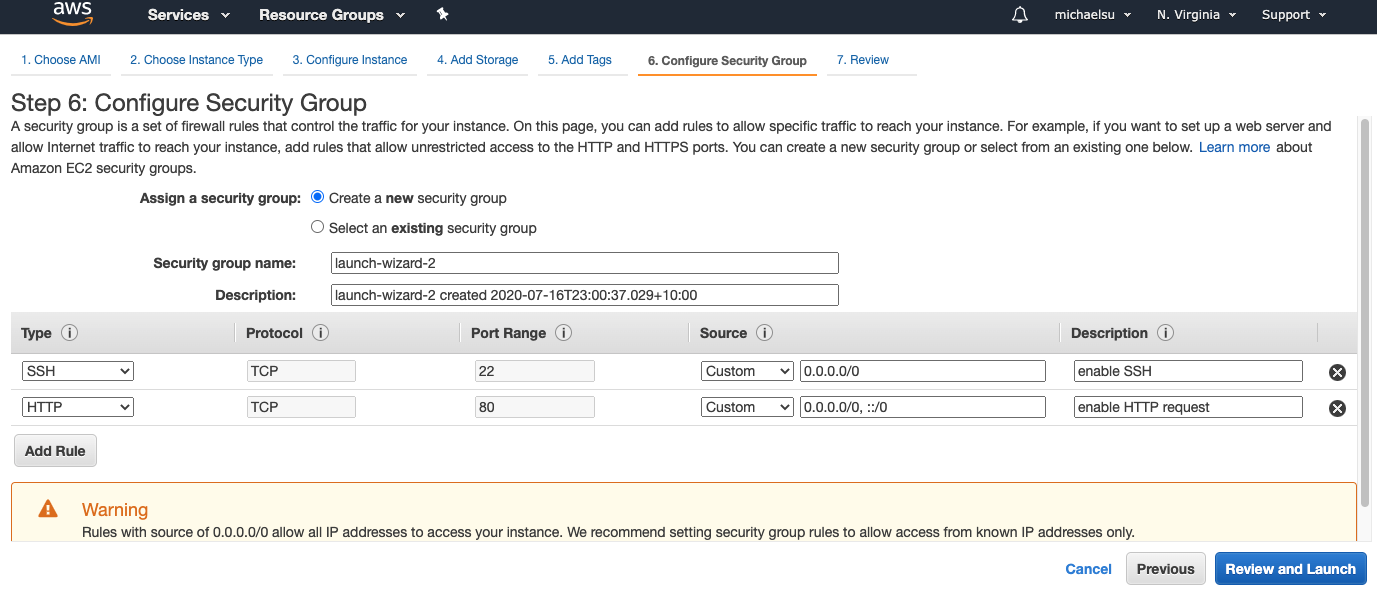 aws Services Resource Groups michaelsu N. Virginia Support
1. Choose AMI 2. Choose Instance Type 3. Configure Instance 4. Add Storage 5. Add Tags 6. Configure Security Group 7. Review
Step 6: Configure Security Group
A security group is a set of firewall rules that control the traffic for your instance. On this page, you can add rules to allow specific traffic to reach your instance. For example, if you want to set up a web server and
allow Internet traffic to reach your instance, add rules that allow unrestricted access to the HTTP and HTTPS ports. You can create a new security group or select from an existing one below. Learn more about
Amazon EC2 security groups.
Assign a security group: Create a new security group
Select an existing security group
Security group name: launch-wizard-2
Description: launch-wizard-2 created 2020-07-16T23:00:37.029+10:00
Type i Protocol i Port Range i Source i Description i
SSH TCP 22 Custom 0.0.0.0/0 enable SSH
HTTP TCP 80 Custom 0.0.0.0/0, ::/0 enable HTTP request
Add Rule
Warning
Rules with source of 0.0.0.0/0 allow all IP addresses to access your instance. We recommend setting security group rules to allow access from known IP addresses only.
Cancel Previous Review and Launch